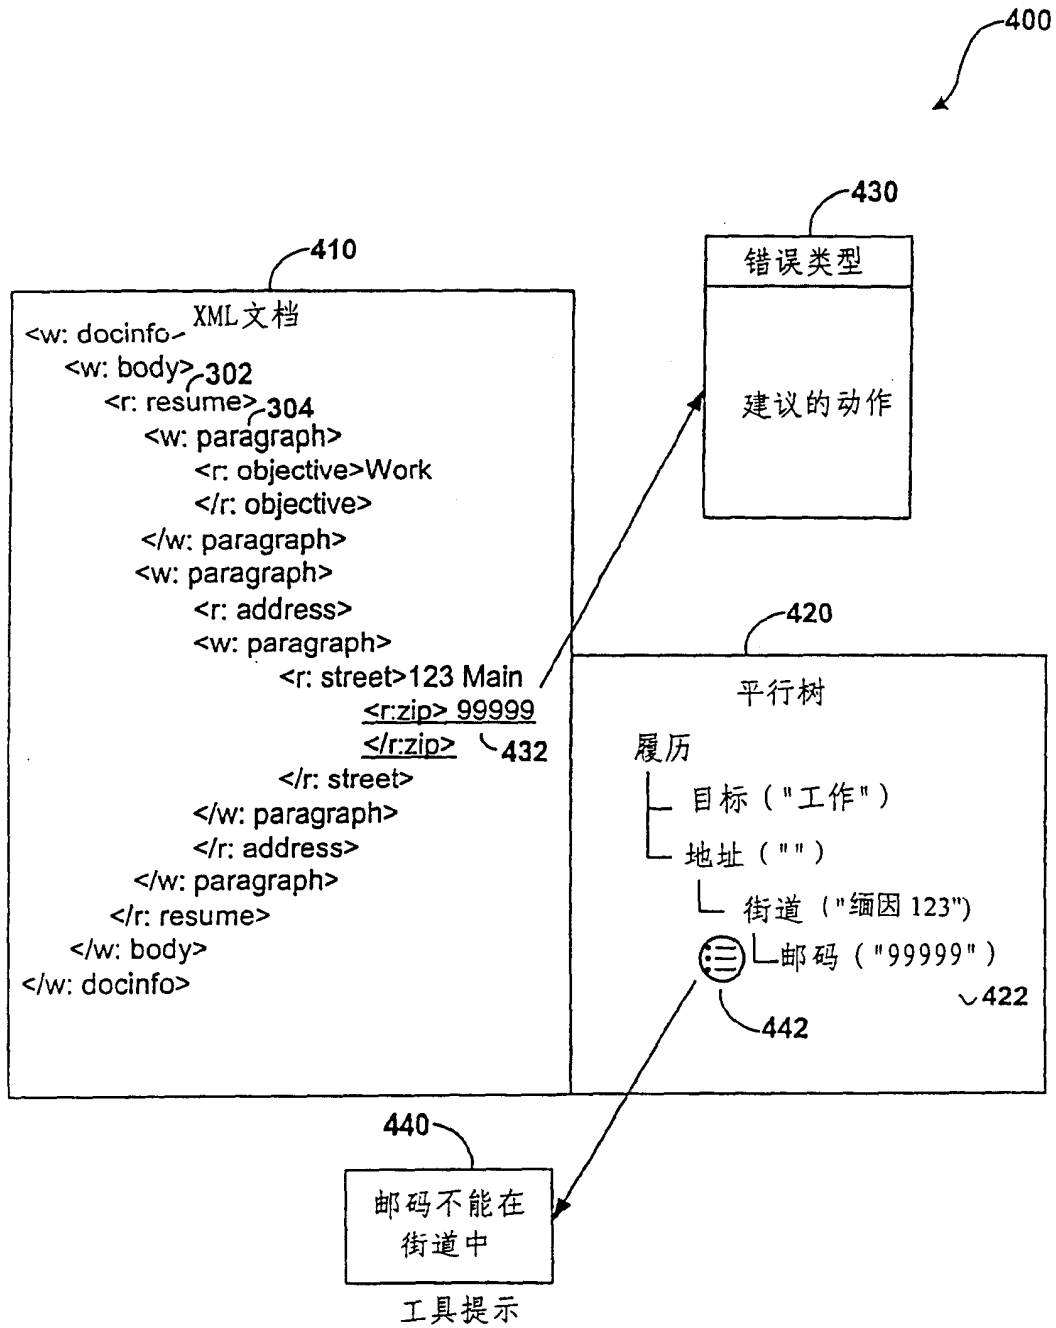 400
430
错误类型
建议的动作
410
XML文档
<w: docinfo>
<w: body>
302
<r: resume>
304
<w: paragraph>
<r: objective>Work
</r: objective>
</w: paragraph>
<w: paragraph>
<r: address>
<w: paragraph>
<r: street>123 Main
<r:zip> 99999
</r:zip>
432
</r: street>
</w: paragraph>
</r: address>
</w: paragraph>
</r: resume>
</w: body>
</w: docinfo>
420
平行树
履历
目标("工作")
地址("")
街道("缅因 123")
邮码("99999")
422
442
440
邮码不能在
街道中
工具提示